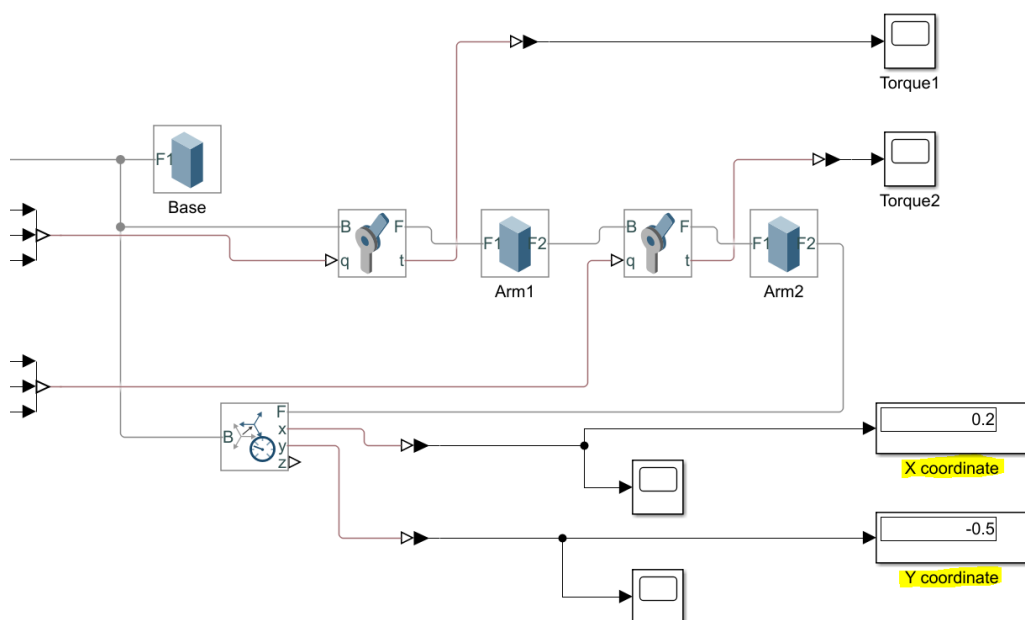 Torque1
Torque2
F1
Base
B
F
q
t
F1
F2
Arm1
B
F
q
t
F1
F2
Arm2
B
F
x
y
z
0.2
X coordinate
-0.5
Y coordinate